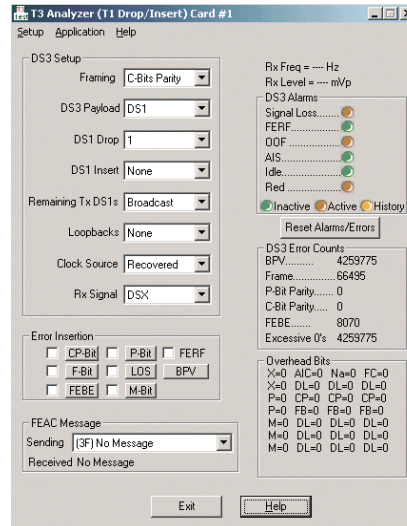 T3 Analyzer (T1 Drop/Insert) Card #1
Setup Application Help
DS3 Setup
Framing C-Bits Parity
DS3 Payload DS1
DS1 Drop 1
DS1 Insert None
Remaining Tx DS1s Broadcast
Loopbacks None
Clock Source Recovered
Rx Signal DSX
Error Insertion
CP-Bit P-Bit FERF
F-Bit LOS BPV
FEBE M-Bit
FEAC Message
Sending (3F) No Message
Received No Message
Rx Freq = ---- Hz
Rx Level = ---- mVp
DS3 Alarms
Signal Loss.......
FERF..................
OOF...................
AIS.....................
Idle.....................
Red ...................
Inactive Active History
Reset Alarms/Errors
DS3 Error Counts
BPV.......... 4259775
Frame..............66495
P-Bit Parity...... 0
C-Bit Parity...... 0
FEBE....... 8070
Excessive 0's 4259775
Overhead Bits
X=0 AIC=0 Na=0 FC=0
X=0 DL=0 DL=0 DL=0
P=0 CP=0 CP=0 CP=0
P=0 FB=0 FB=0 FB=0
M=0 DL=0 DL=0 DL=0
M=0 DL=0 DL=0 DL=0
M=0 DL=0 DL=0 DL=0
Exit Help